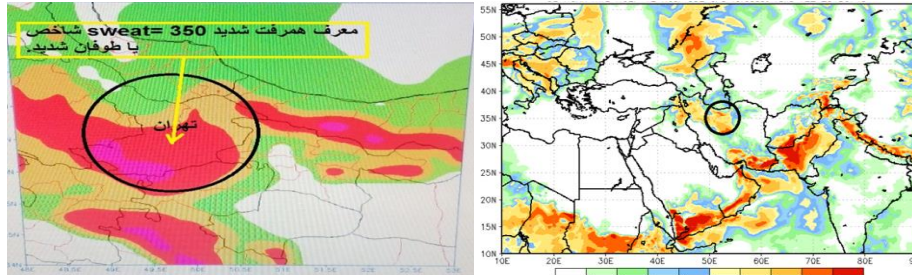 معرف همرفت شدید sweat= 350 شاخص
یا طوفان شدید.
تهران
55N
50N
45N
40N
35N
30N
25N
20N
15N
10N
10E
20E
30E
40E
50E
60E
70E
80E